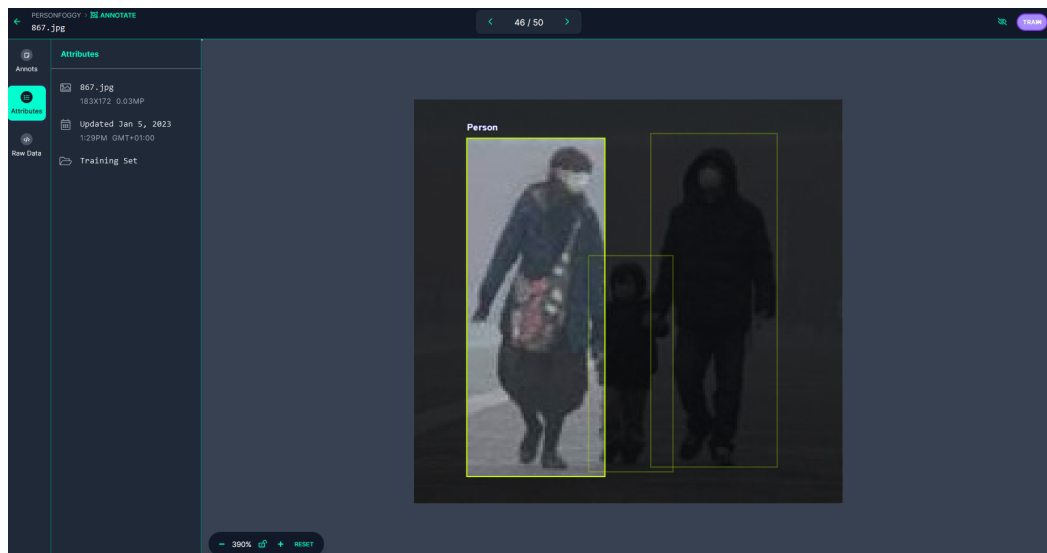 PERSONFOGGY > ANNOTATE
867.jpg
< 46 / 50 >
TRAIN
Annots
Attributes
Raw Data
Attributes
867.jpg
183X172 0.03MP
Updated Jan 5, 2023
1:29PM GMT+01:00
Training Set
Person
− 390% + RESET